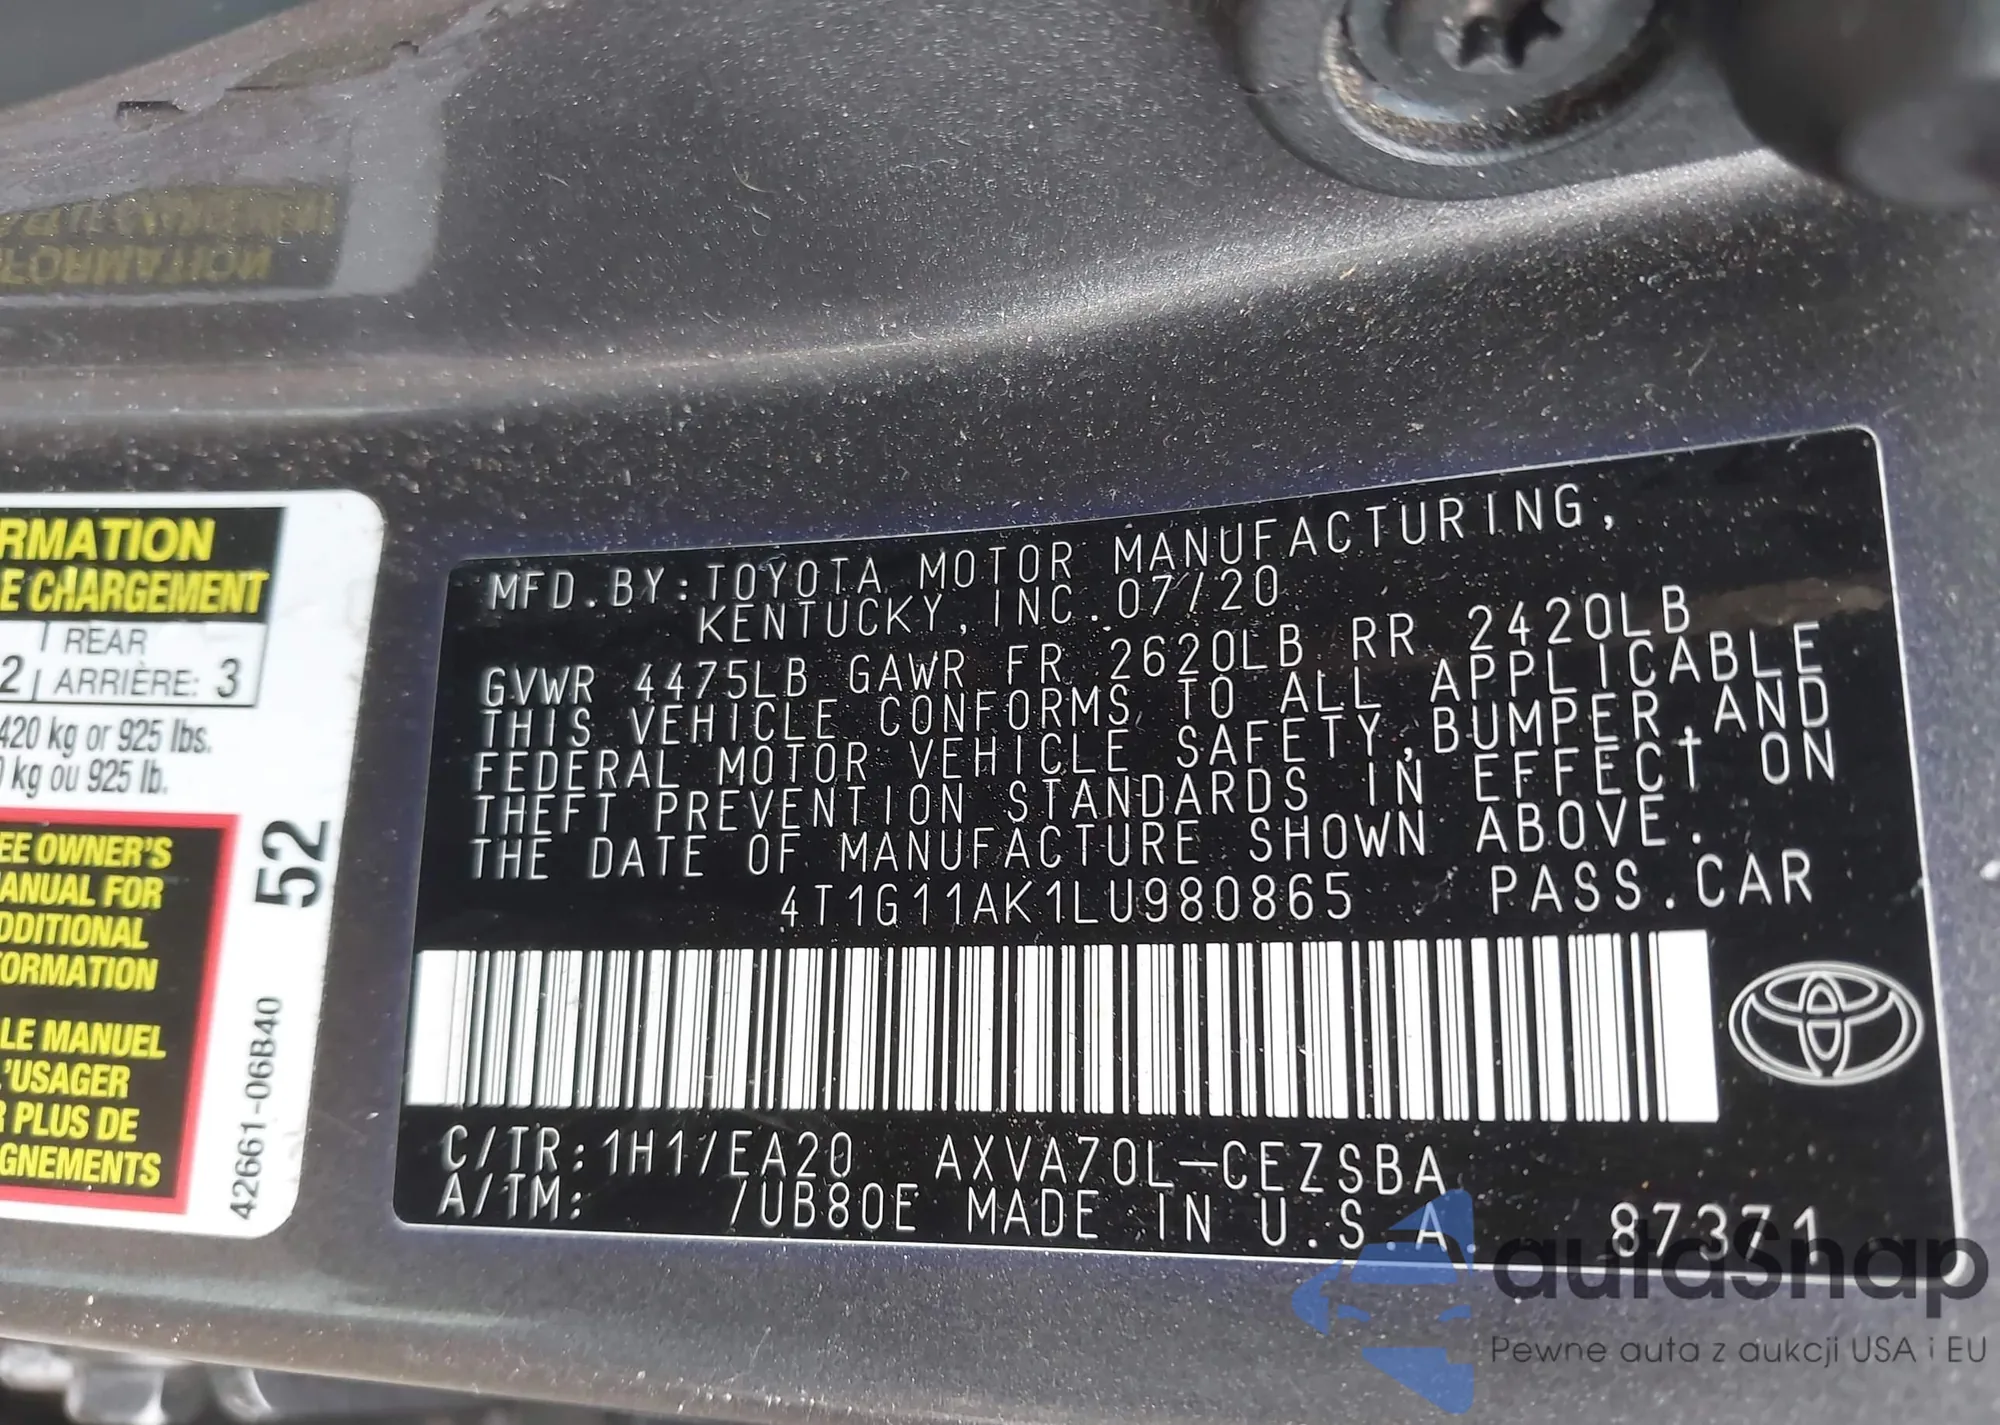 RMATION
E CHARGEMENT
REAR
2 ARRIÈRE: 3
420 kg or 925 lbs.
kg ou 925 lb.
EE OWNER'S
ANUAL FOR
DDITIONAL
FORMATION
LE MANUEL
L'USAGER
R PLUS DE
GNEMENTS
52
42661-06B40
MFD.BY:TOYOTA MOTOR MANUFACTURING,
KENTUCKY,INC.07/20
GVWR 4475LB GAWR FR 2620LB RR 2420LB
THIS VEHICLE CONFORMS TO ALL APPLICABLE
FEDERAL MOTOR VEHICLE SAFETY,BUMPER,AND
THEFT PREVENTION STANDARDS IN EFFECT ON
THE DATE OF MANUFACTURE SHOWN ABOVE.
4T1G11AK1LU980865 PASS.CAR
C/TR:1H1/EA20 AXVA70L-CEZSBA
A/TM: /UB80E MADE IN U.S.A. 87371
autoSnap
Pewne auta z aukcji USA i EU